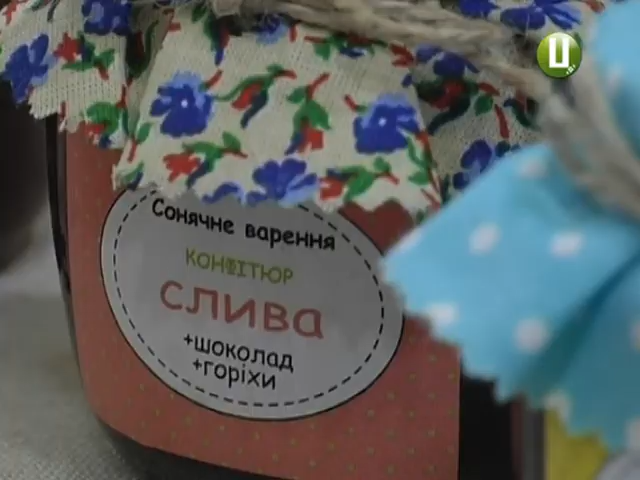 Ц
Сонячне варення
КОНФІТЮР
слива
+шоколад
+горіхи